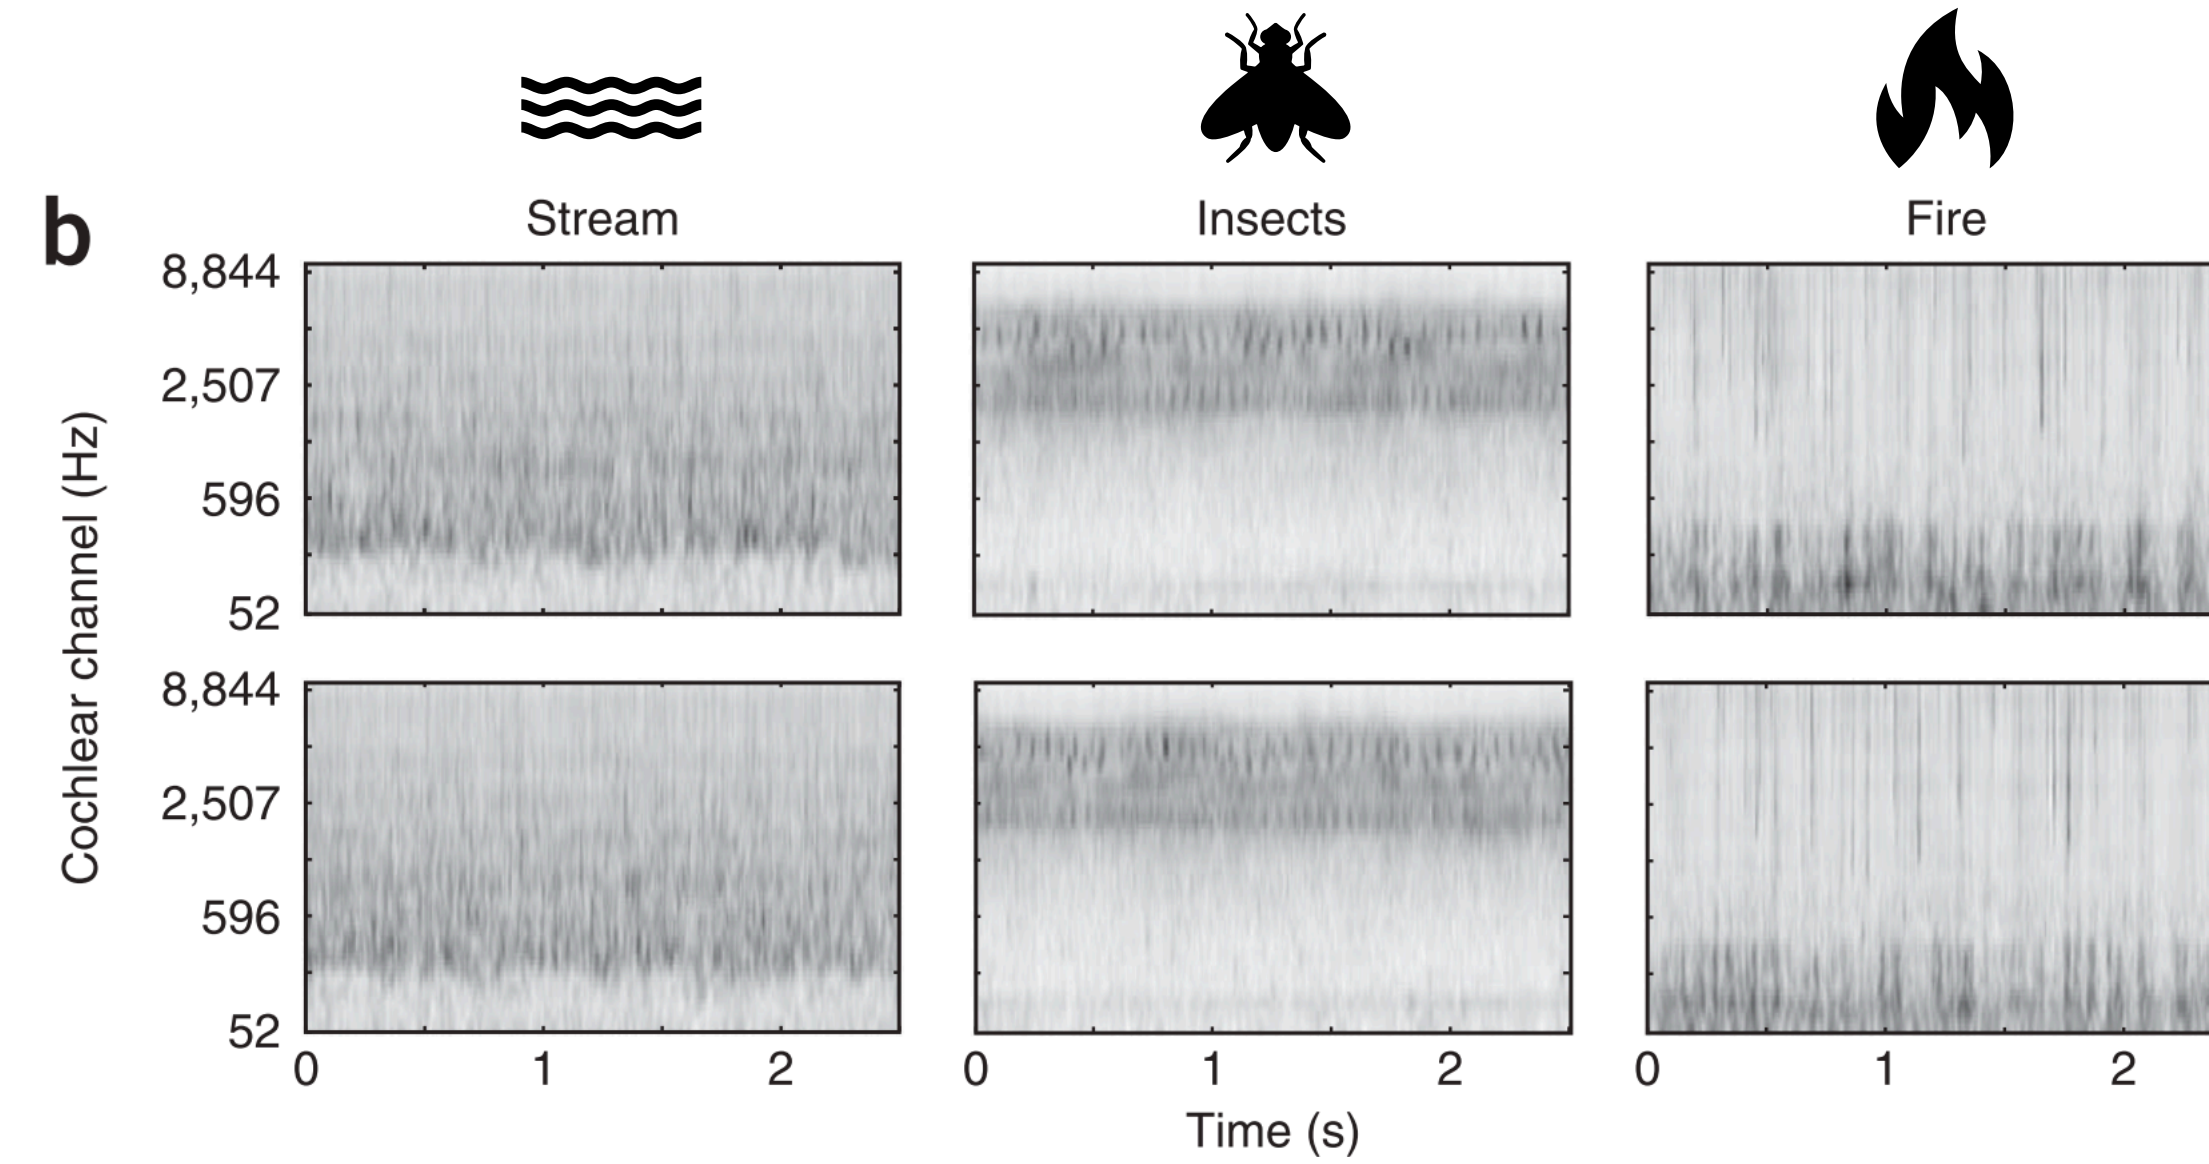 b
Stream
Insects
Fire
8,844
2,507
596
52
8,844
2,507
596
52
Cochlear channel (Hz)
0 1 2
0 1 2
0 1 2
Time (s)